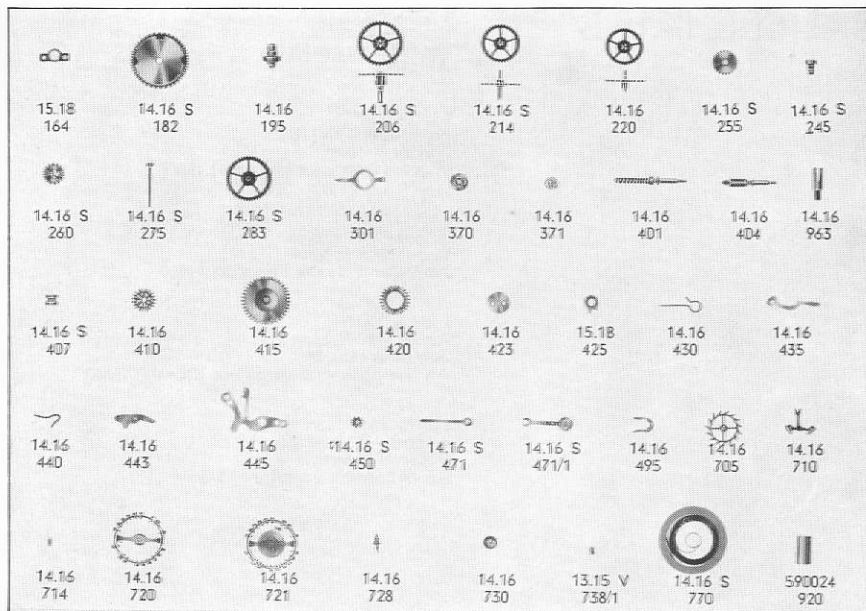 15.18 14.16 S 14.16 14.16 S 14.16 S 14.16 14.16 S 14.16 S
164 182 195 206 214 220 255 245
14.16 S 14.16 S 14.16 S 14.16 14.16 14.16 14.16 14.16 14.16
260 275 283 301 370 371 401 404 963
14.16 S 14.16 14.16 14.16 14.16 15.18 14.16 14.16
407 410 415 420 423 425 430 435
14.16 14.16 14.16 14.16 S 14.16 S 14.16 S 14.16 14.16 14.16
440 443 445 450 471 471/1 495 705 710
14.16 14.16 14.16 14.16 14.16 13.15 V 14.16 S 590024
714 720 721 728 730 738/1 770 920